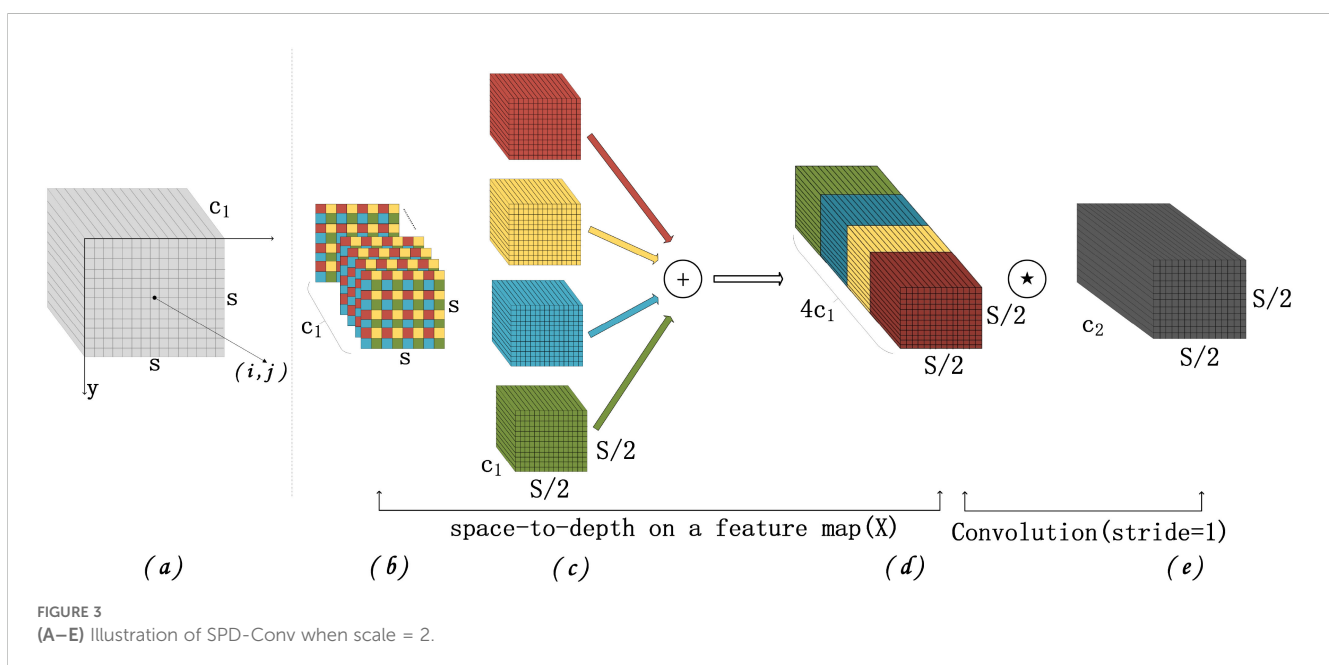 c₁
s
s
(i,j)
y
c₁
s
s
c₁
S/2
S/2
+
4c₁
S/2
S/2
★
c₂
S/2
S/2
space-to-depth on a feature map(X)
Convolution(stride=1)
(a)
(b)
(c)
(d)
(e)
FIGURE 3
(A–E) Illustration of SPD-Conv when scale = 2.